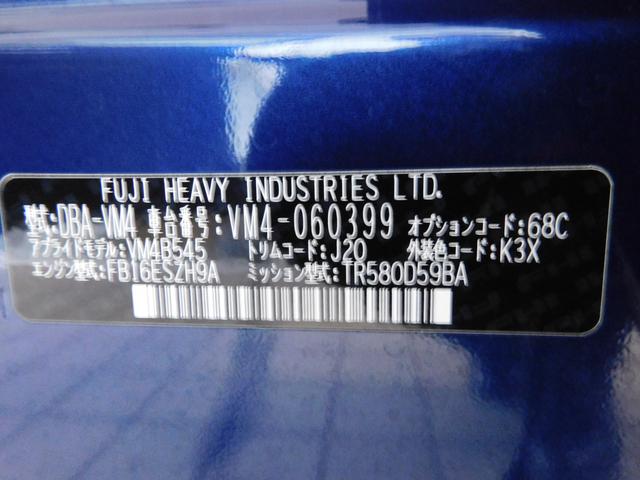 FUJI HEAVY INDUSTRIES LTD.
型式:DBA-VM4 車台番号:VM4-060399 オプションコード:68C
アプライドモデル:VM4B545 トリムコード:J20 外装色コード:K3X
エンジン型式:FB16ESZH9A ミッション型式:TR580D59BA